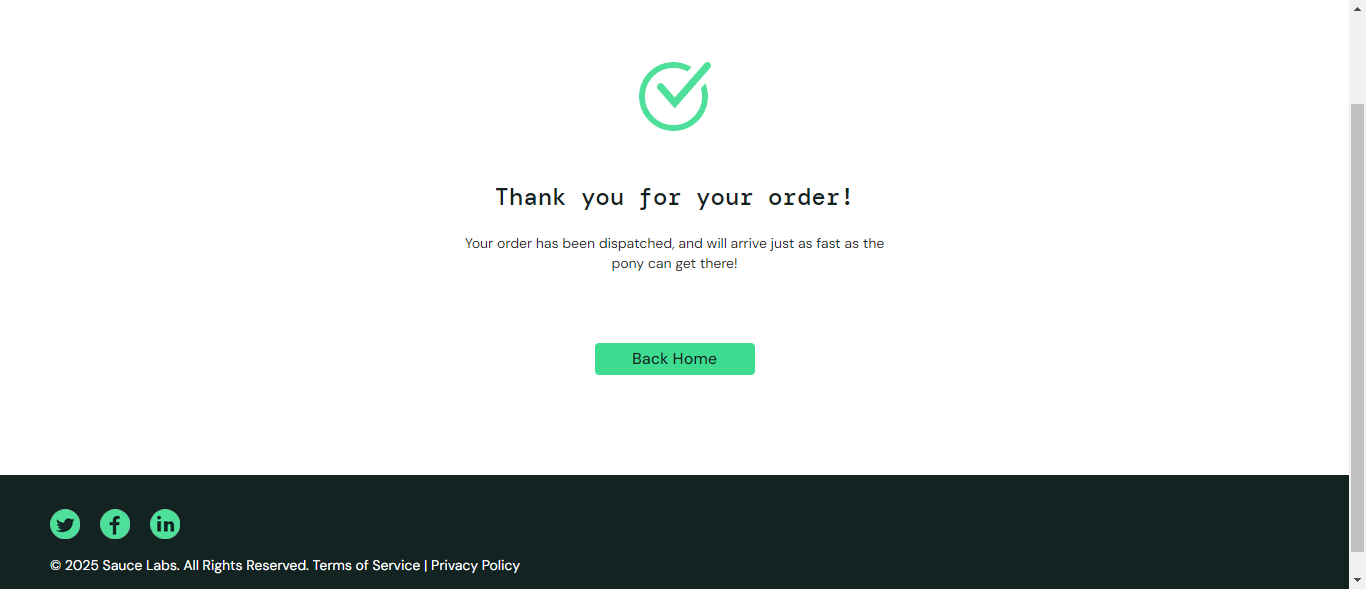 Thank you for your order!
Your order has been dispatched, and will arrive just as fast as the
pony can get there!
Back Home
© 2025 Sauce Labs. All Rights Reserved. Terms of Service | Privacy Policy